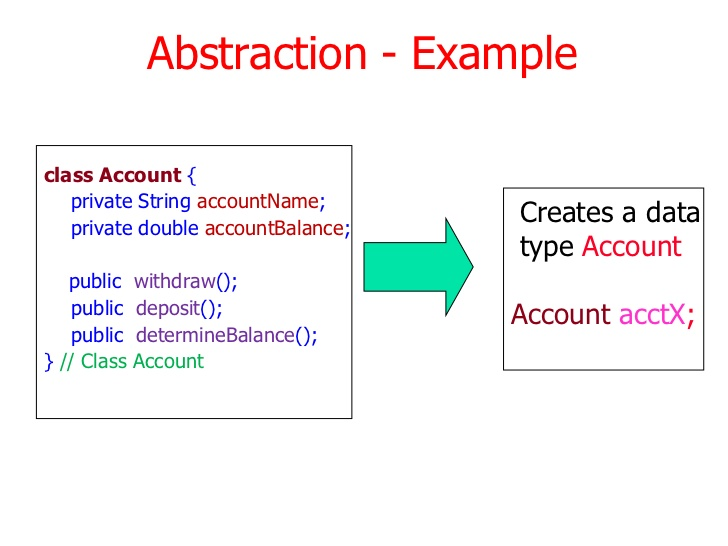 Abstraction - Example
class Account {
private String accountName;
private double accountBalance;
public withdraw();
public deposit();
public determineBalance();
} // Class Account
Creates a data
type Account
Account acctX;